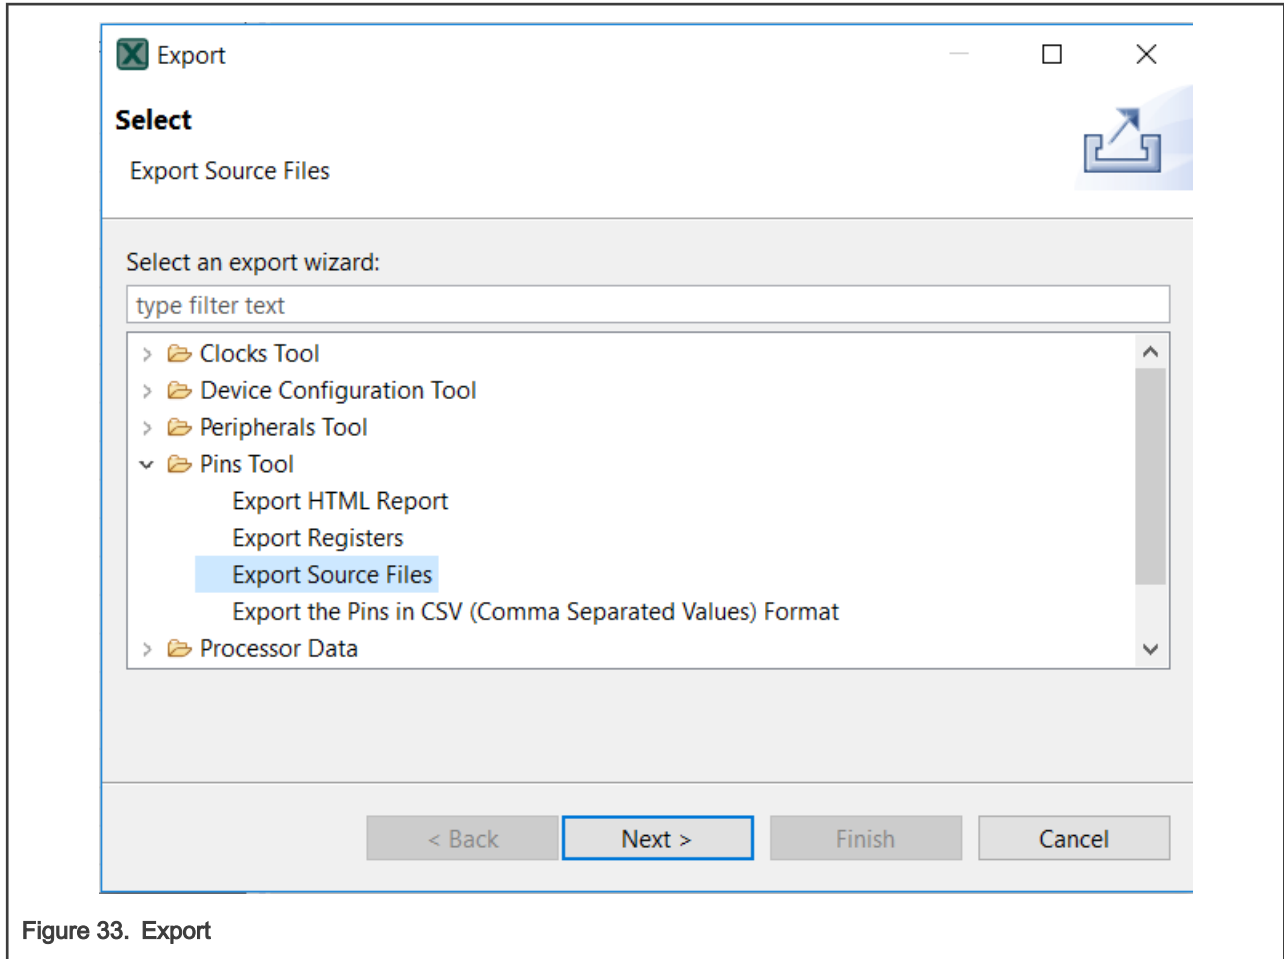 Export
Select
Export Source Files
Select an export wizard:
type filter text
Clocks Tool
Device Configuration Tool
Peripherals Tool
Pins Tool
Export HTML Report
Export Registers
Export Source Files
Export the Pins in CSV (Comma Separated Values) Format
Processor Data
< Back Next > Finish Cancel
Figure 33. Export